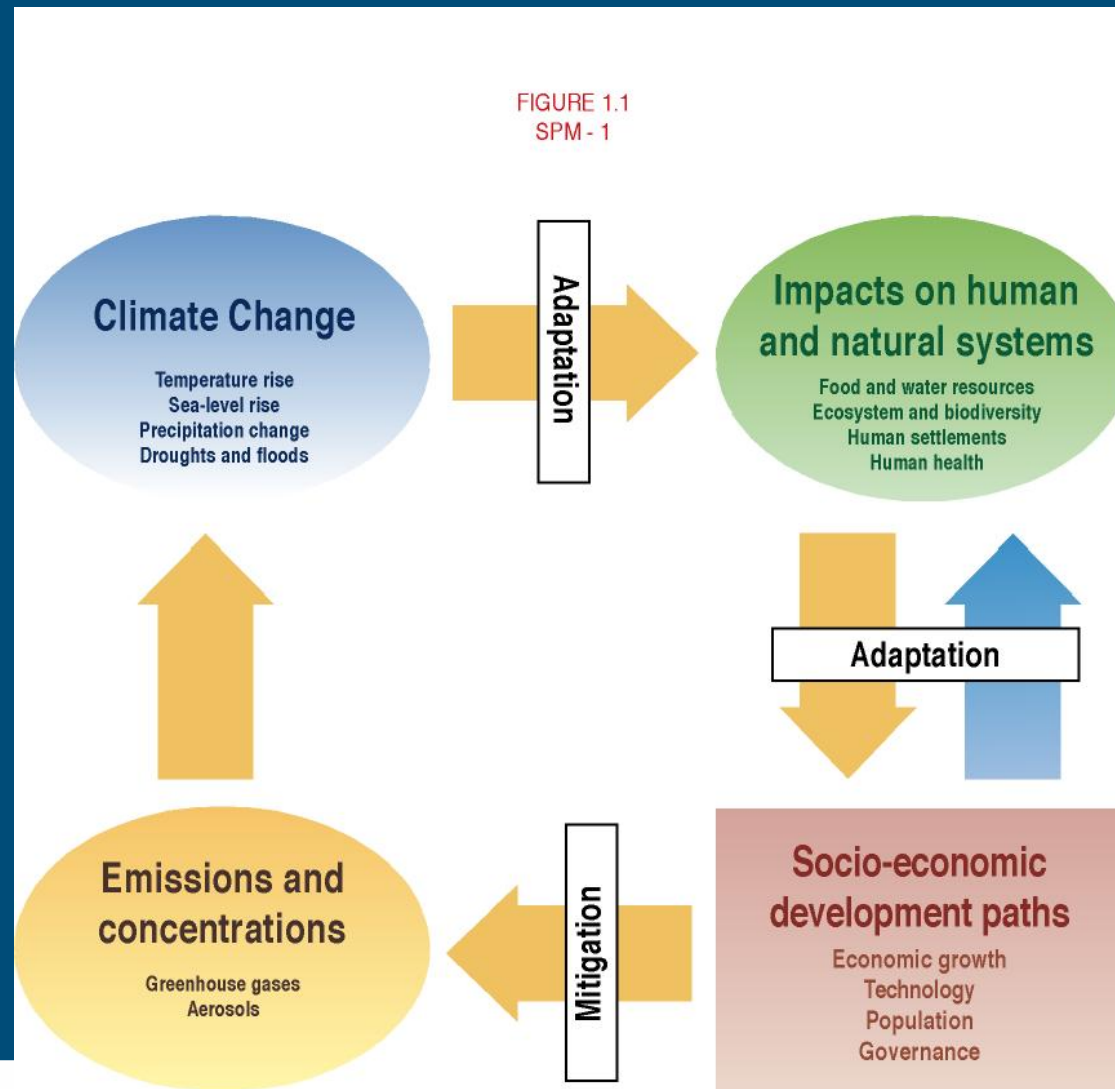 FIGURE 1.1
SPM - 1
Climate Change
Temperature rise
Sea-level rise
Precipitation change
Droughts and floods
Adaptation
Impacts on human
and natural systems
Food and water resources
Ecosystem and biodiversity
Human settlements
Human health
Adaptation
Emissions and
concentrations
Greenhouse gases
Aerosols
Mitigation
Socio-economic
development paths
Economic growth
Technology
Population
Governance